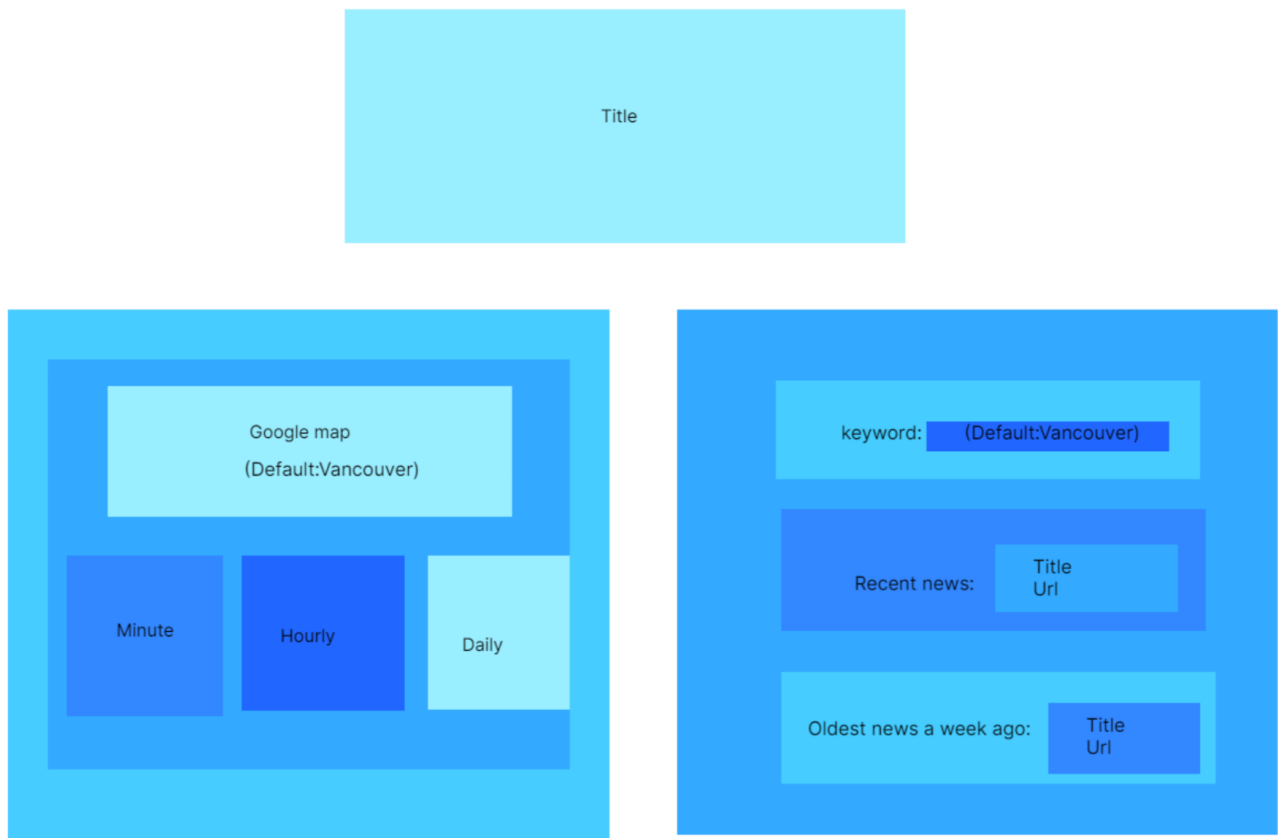 Title
Google map
(Default:Vancouver)
Minute
Hourly
Daily
keyword: (Default:Vancouver)
Recent news:
Title
Url
Oldest news a week ago:
Title
Url